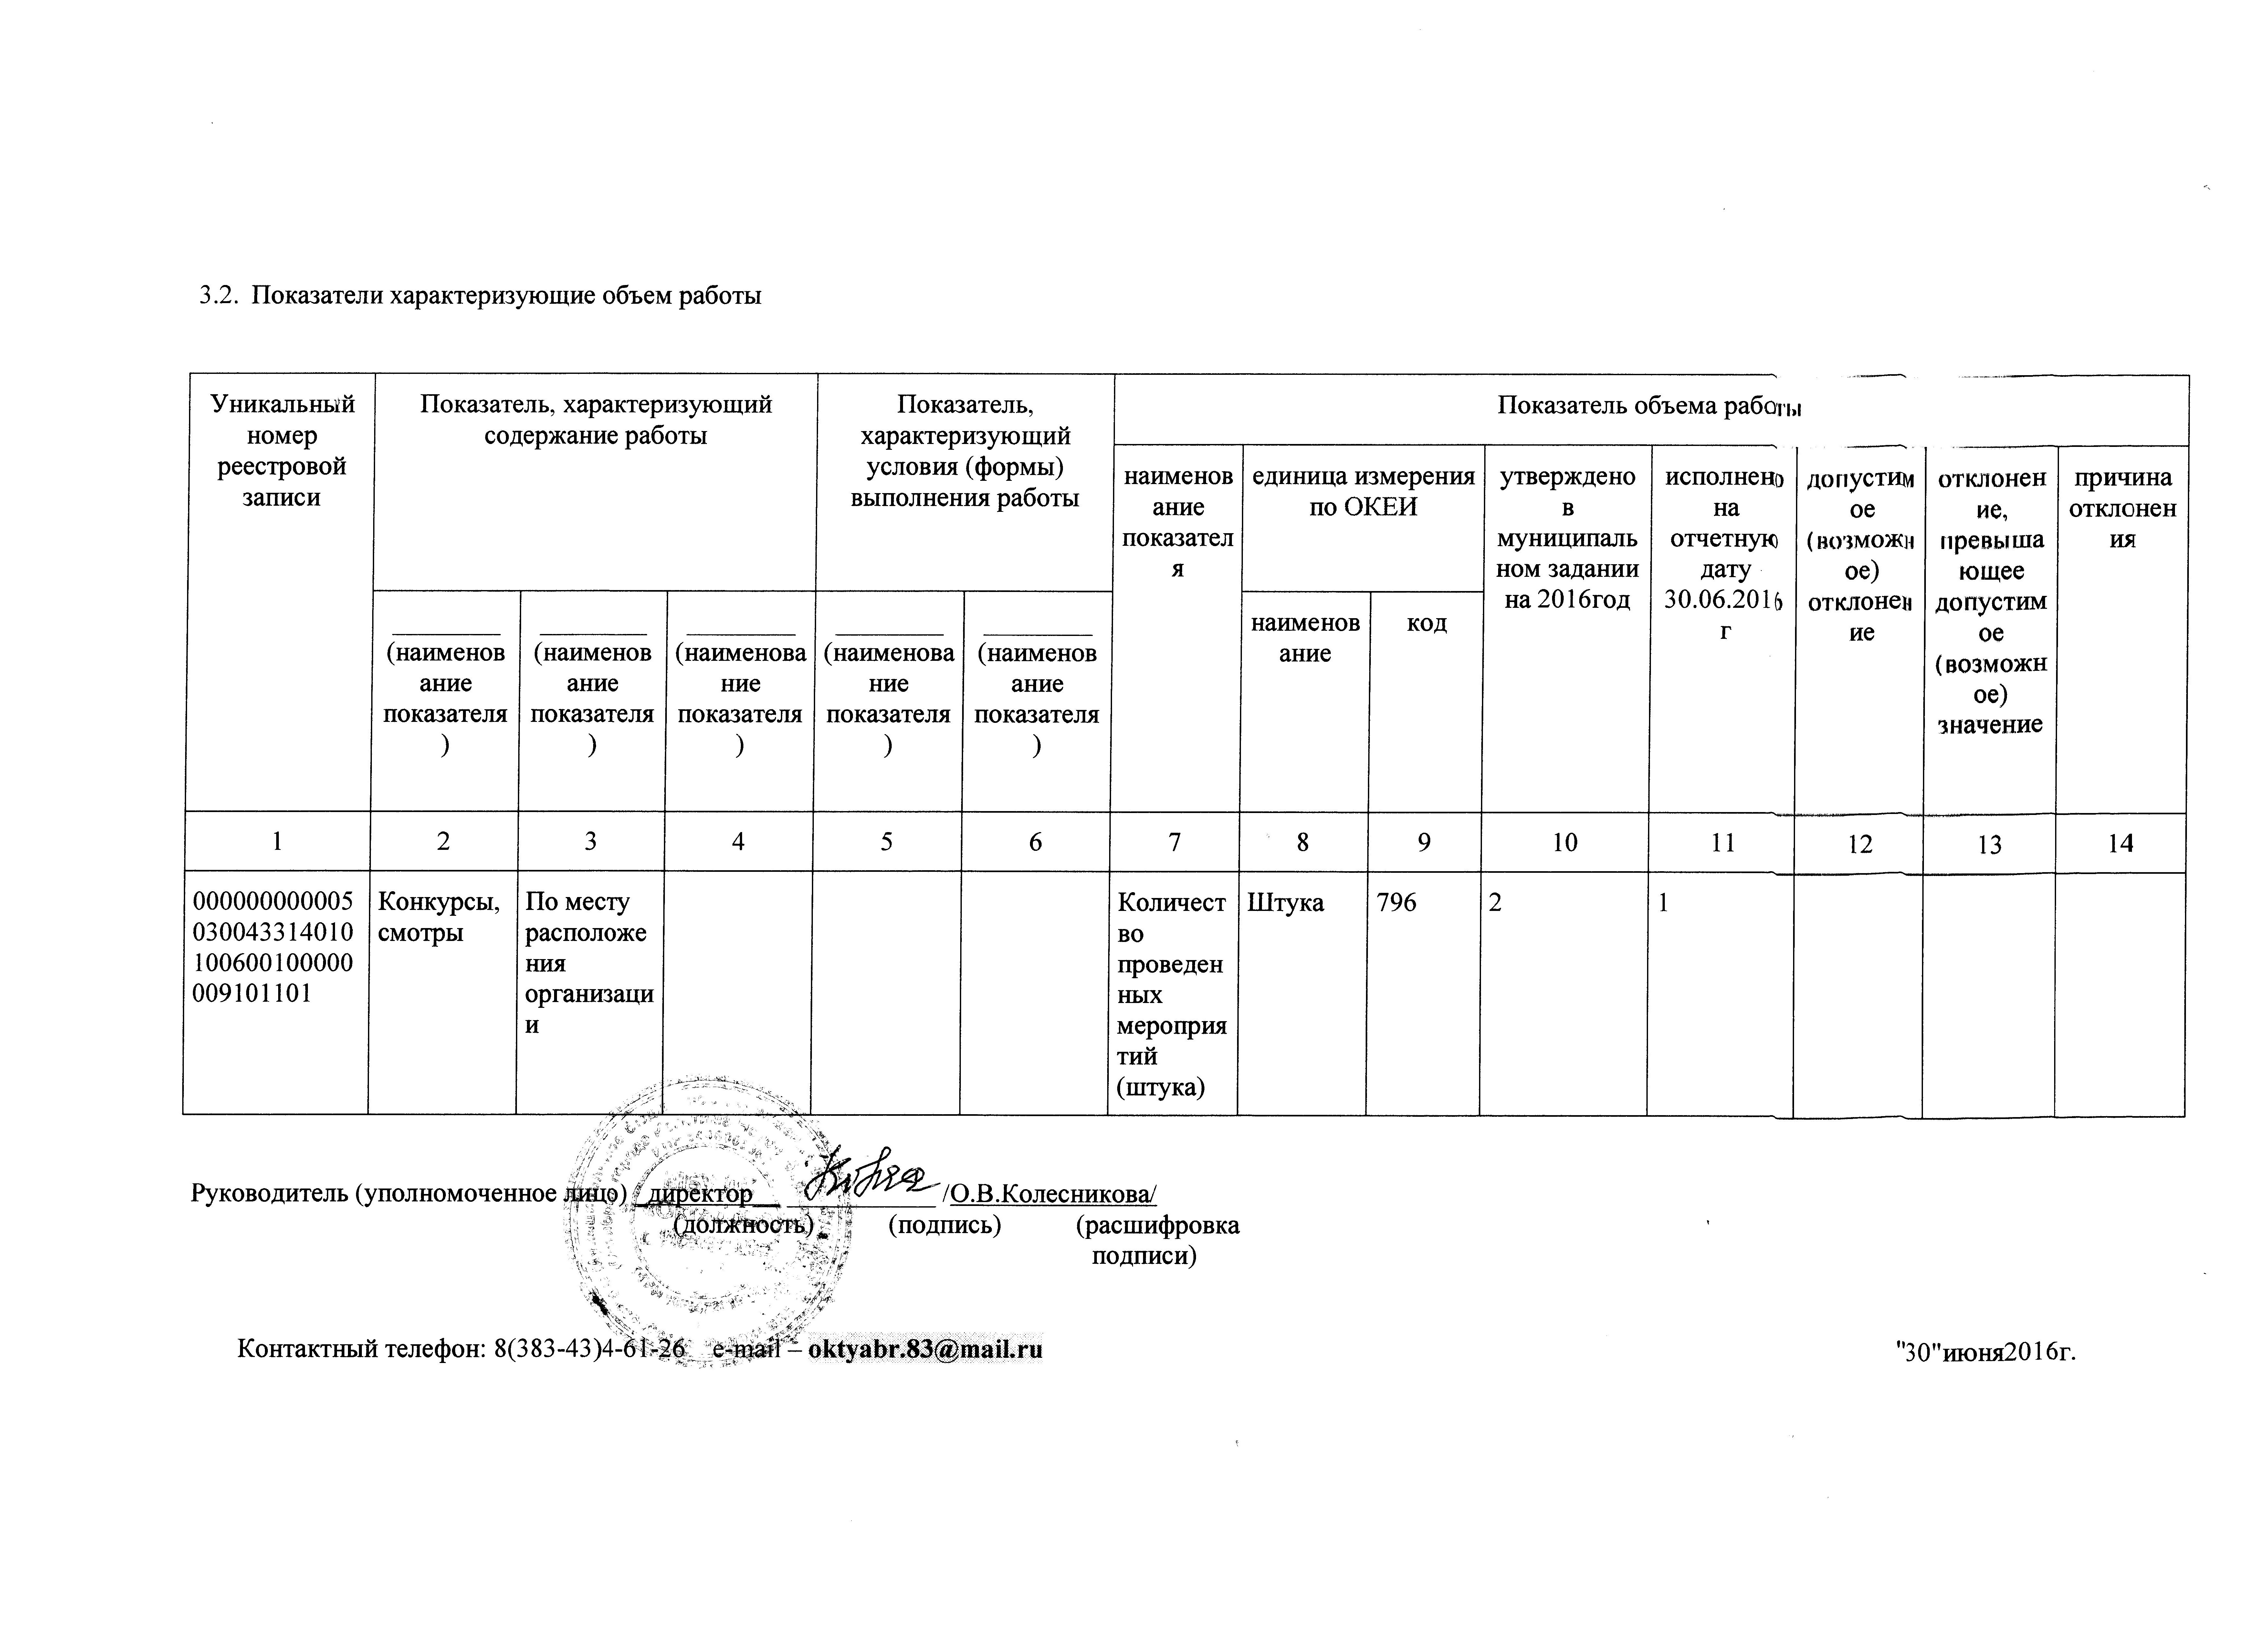 3.2. Показатели характеризующие объем работы
Уникальный
номер
реестровой
записи
Показатель, характеризующий
содержание работы
Показатель,
характеризующий
условия (формы)
выполнения работы
Показатель объема работы
наименов
ание
показател
я
единица измерения
по ОКЕИ
утверждено
в
муниципаль
ном задании
на 2016год
исполнено
на
отчетную
дату
30.06.2016
г
допустим
ое
(возможн
ое)
отклонен
ие
отклонен
ие,
превыша
ющее
допустим
ое
(возможн
ое)
значение
причина
отклонен
ия
(наименов
ание
показателя
)
(наименов
ание
показателя
)
(наименова
ние
показателя
)
(наименова
ние
показателя
)
(наименов
ание
показателя
)
наименов
ание
код
1 2 3 4 5 6 7 8 9 10 11 12 13 14
000000000005
030043314010
100600100000
009101101
Конкурсы,
смотры
По месту
расположе
ния
организаци
и
Количест
во
проведен
ных
мероприя
тий
(штука)
Штука
796
2
1
Руководитель (уполномоченное лицо) директор /О.В.Колесникова/
(должность) (подпись) (расшифровка
подписи)
Контактный телефон: 8(383-43)4-61-26 e-mail – oktyabr.83@mail.ru "30"июня2016г.